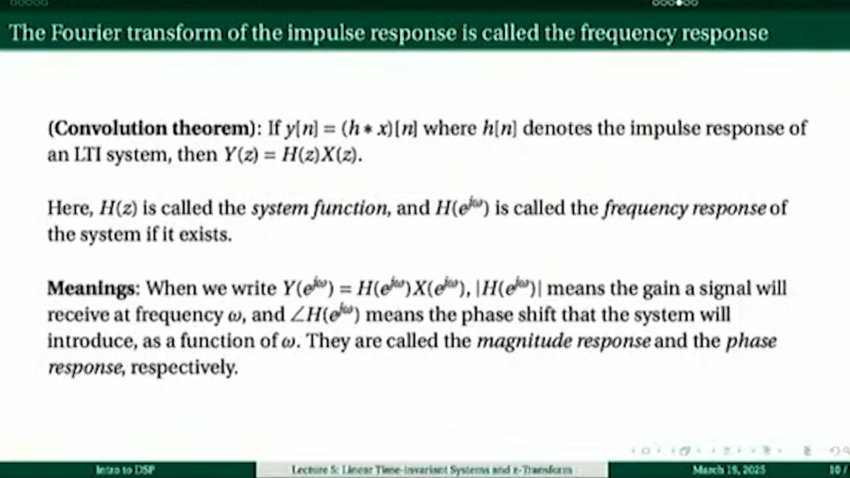 The Fourier transform of the impulse response is called the frequency response
(Convolution theorem): If y[n] = (h ∗ x)[n] where h[n] denotes the impulse response of
an LTI system, then Y(z) = H(z)X(z).
Here, H(z) is called the system function, and H(e^{jω}) is called the frequency response of
the system if it exists.
Meanings: When we write Y(e^{jω}) = H(e^{jω})X(e^{jω}), |H(e^{jω})| means the gain a signal will
receive at frequency ω, and ∠H(e^{jω}) means the phase shift that the system will
introduce, as a function of ω. They are called the magnitude response and the phase
response, respectively.
Intro to DSP
Lecture 5: Linear Time-Invariant Systems and z-Transform
March 19, 2025
10 /